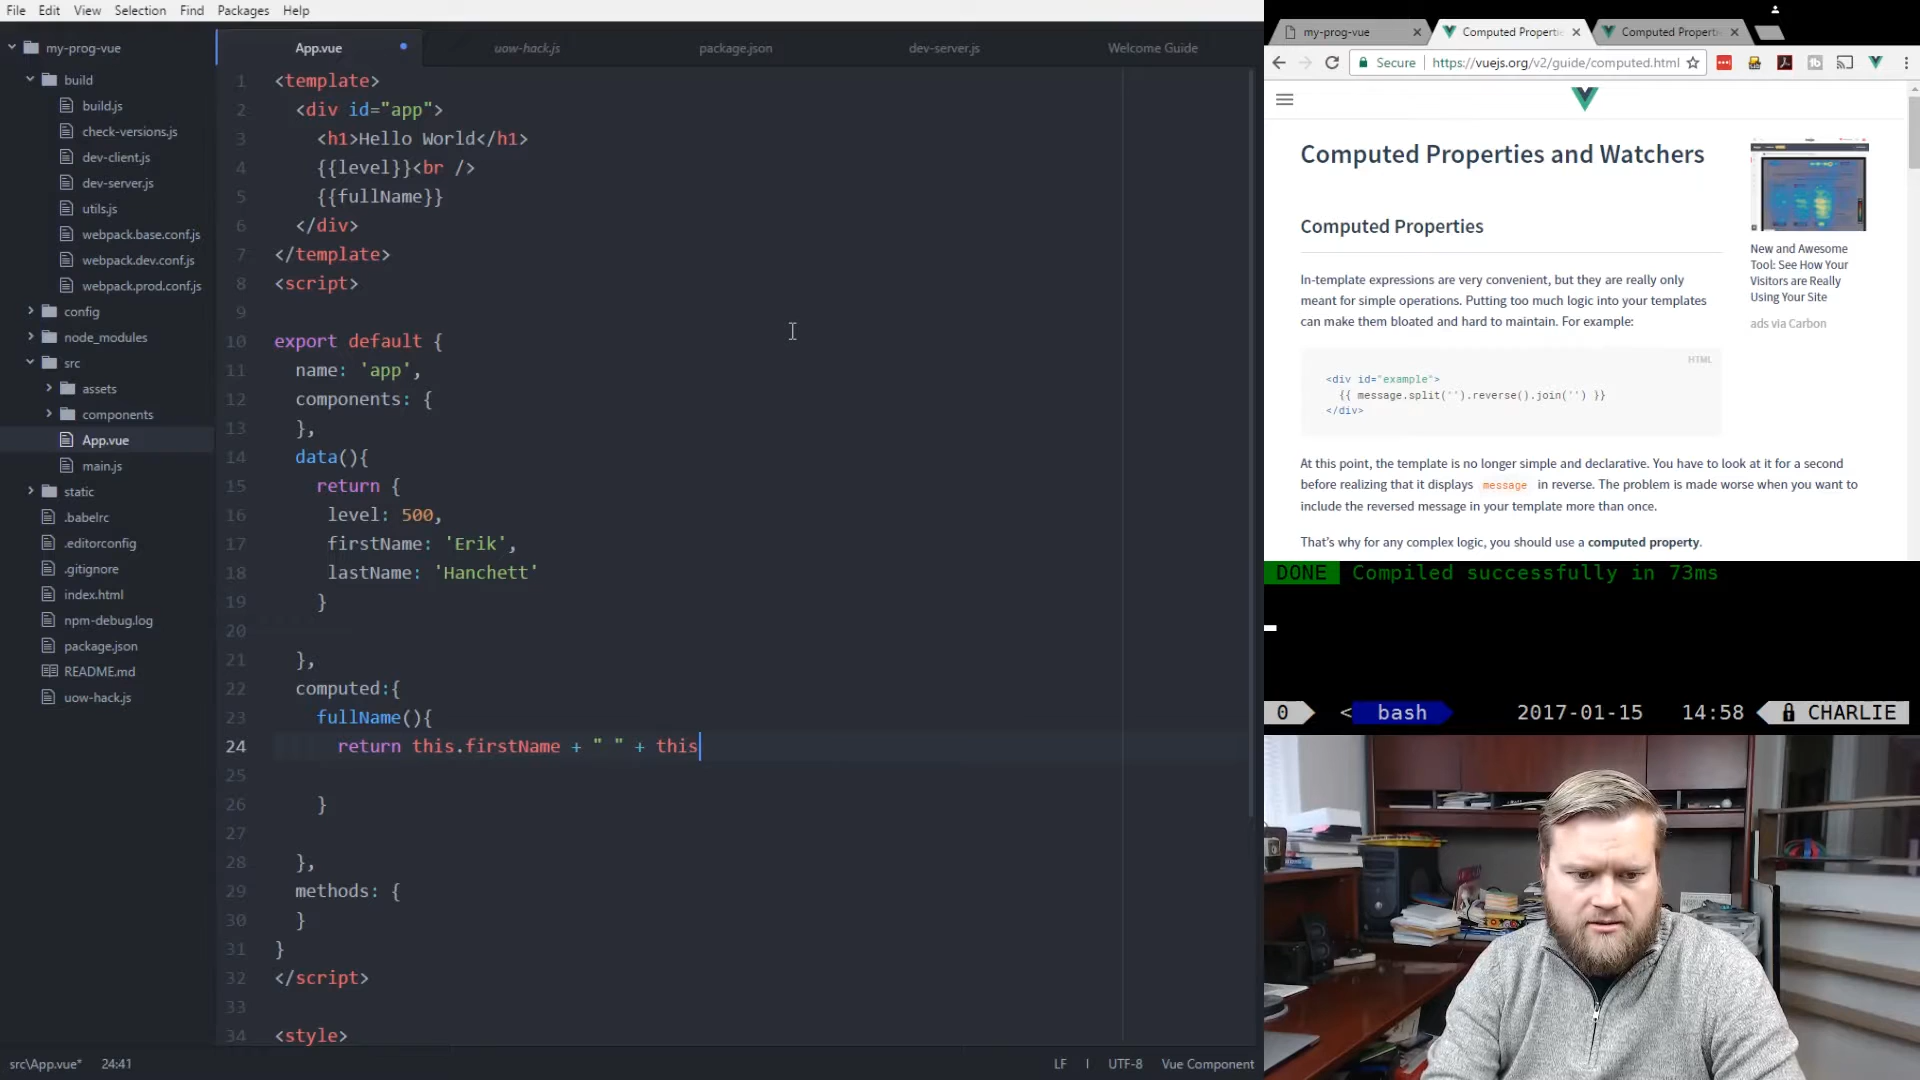 File Edit View Selection Find Packages Help
my-prog-vue
build
build.js
check-versions.js
dev-client.js
dev-server.js
utils.js
webpack.base.conf.js
webpack.dev.conf.js
webpack.prod.conf.js
config
node_modules
src
assets
components
App.vue
main.js
static
.babelrc
.editorconfig
.gitignore
index.html
npm-debug.log
package.json
README.md
uow-hack.js
App.vue uow-hack.js package.json dev-server.js Welcome Guide
1 <template>
2 <div id="app">
3 <h1>Hello World</h1>
4 {{level}}<br />
5 {{fullName}}
6 </div>
7 </template>
8 <script>
9
10 export default {
11 name: 'app',
12 components: {
13 },
14 data(){
15 return {
16 level: 500,
17 firstName: 'Erik',
18 lastName: 'Hanchett'
19 }
20
21 },
22 computed:{
23 fullName(){
24 return this.firstName + " " + this
25
26 }
27
28 },
29 methods: {
30 }
31 }
32 </script>
33
34 <style>
src\App.vue* 24:41 LF UTF-8 Vue Component
my-prog-vue Computed Properti Computed Properti
Secure https://vuejs.org/v2/guide/computed.html
Computed Properties and Watchers
Computed Properties
In-template expressions are very convenient, but they are really only
meant for simple operations. Putting too much logic into your templates
can make them bloated and hard to maintain. For example:
HTML
<div id="example">
{{ message.split('').reverse().join('') }}
</div>
At this point, the template is no longer simple and declarative. You have to look at it for a second
before realizing that it displays message in reverse. The problem is made worse when you want to
include the reversed message in your template more than once.
That's why for any complex logic, you should use a computed property.
New and Awesome
Tool: See How Your
Visitors are Really
Using Your Site
ads via Carbon
DONE Compiled successfully in 73ms
0 < bash 2017-01-15 14:58 CHARLIE